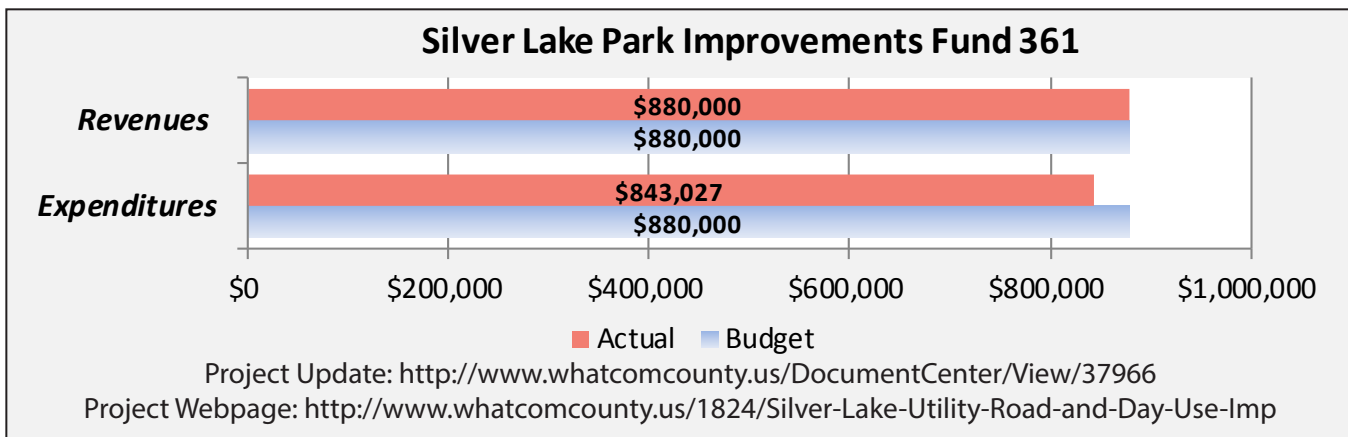 Silver Lake Park Improvements Fund 361
Revenues
$880,000
$880,000
Expenditures
$843,027
$880,000
$0 $200,000 $400,000 $600,000 $800,000 $1,000,000
Actual Budget
Project Update: http://www.whatcomcounty.us/DocumentCenter/View/37966
Project Webpage: http://www.whatcomcounty.us/1824/Silver-Lake-Utility-Road-and-Day-Use-Imp